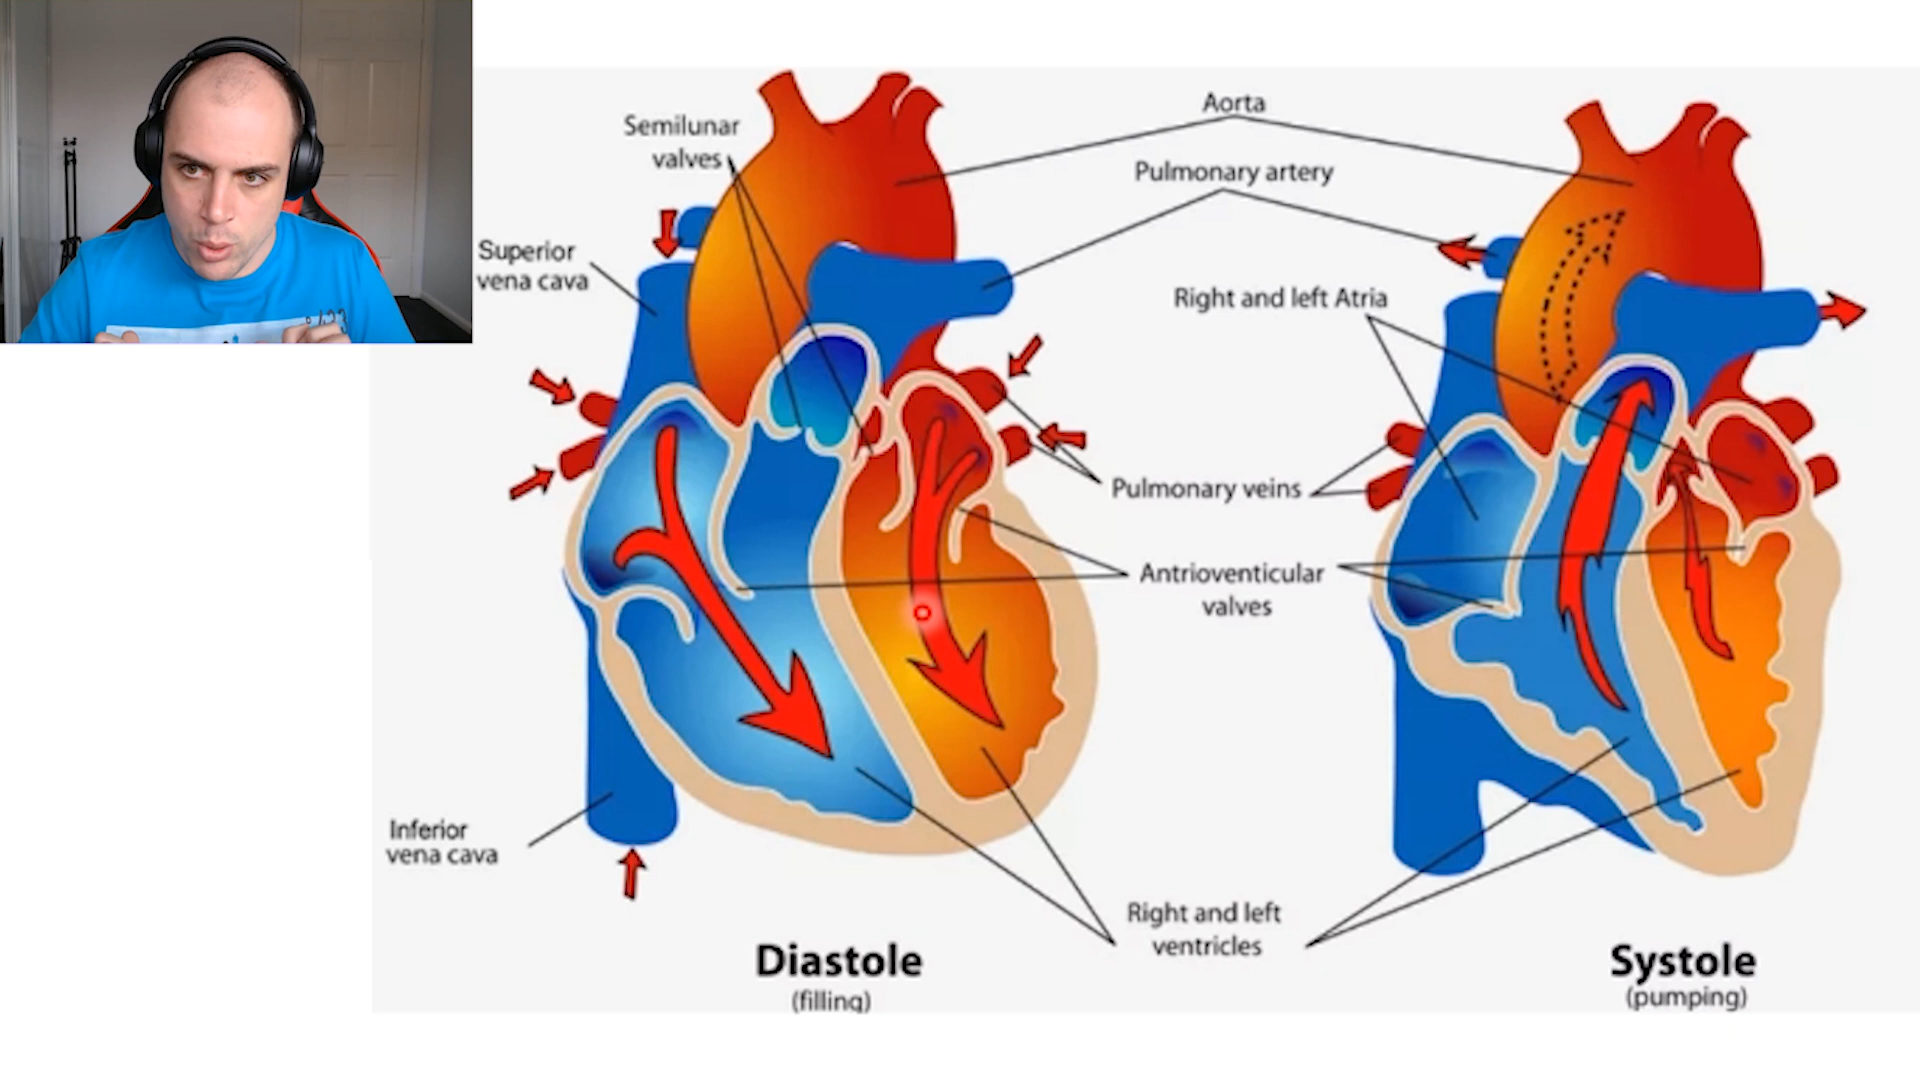 Semilunar
valves
Aorta
Pulmonary artery
Superior
vena cava
Right and left Atria
Pulmonary veins
Antrioventicular
valves
Inferior
vena cava
Right and left
ventricles
Diastole
(filling)
Systole
(pumping)